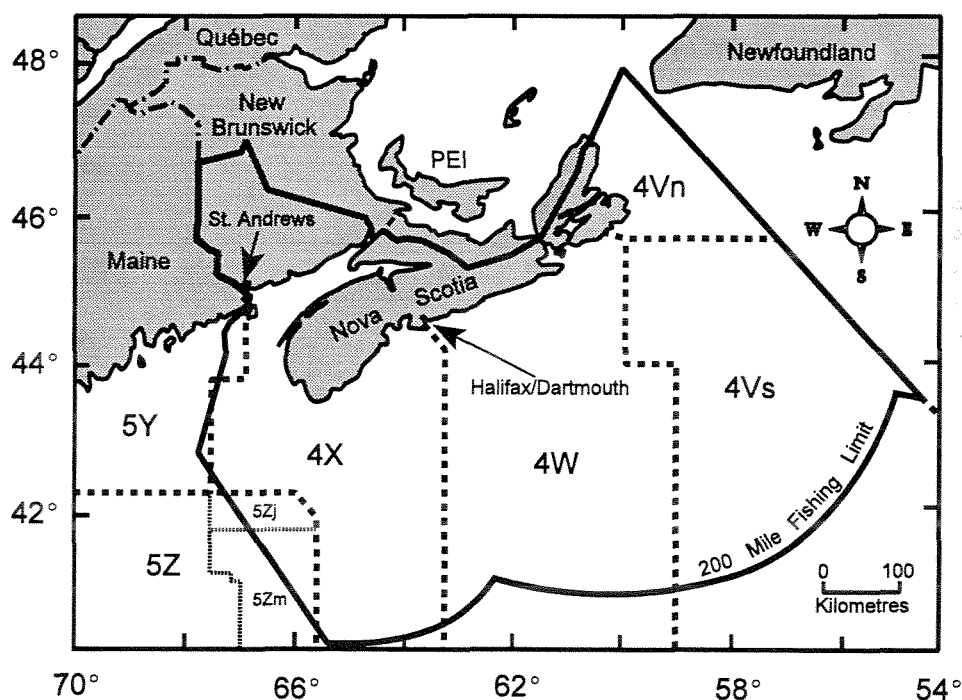 48°
Québec
Newfoundland
New
Brunswick
PEI
4Vn
46°
St. Andrews
N
W
E
S
Maine
Nova
Scotia
44°
Halifax/Dartmouth
4Vs
5Y
4X
4W
42°
5Zj
5Z
5Zm
200 Mile Fishing Limit
0
100
Kilometres
70°
66°
62°
58°
54°